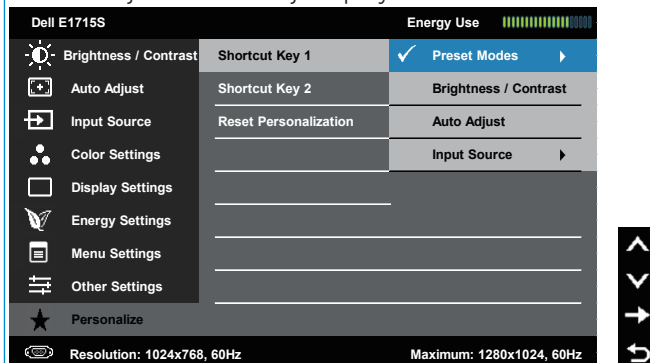 Dell E1715S Energy Use
Brightness / Contrast Shortcut Key 1 Preset Modes
Auto Adjust Shortcut Key 2 Brightness / Contrast
Input Source Reset Personalization Auto Adjust
Color Settings Input Source
Display Settings
Energy Settings
Menu Settings
Other Settings
Personalize
Resolution: 1024x768, 60Hz Maximum: 1280x1024, 60Hz